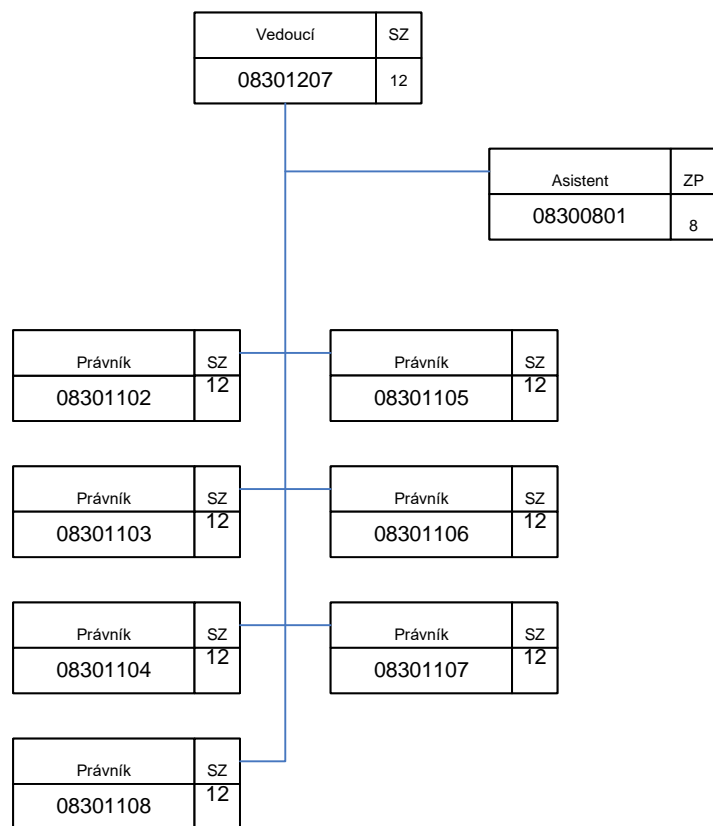 Vedoucí SZ
08301207 12
Asistent ZP
08300801 8
Právník SZ
08301102 12
Právník SZ
08301105 12
Právník SZ
08301103 12
Právník SZ
08301106 12
Právník SZ
08301104 12
Právník SZ
08301107 12
Právník SZ
08301108 12